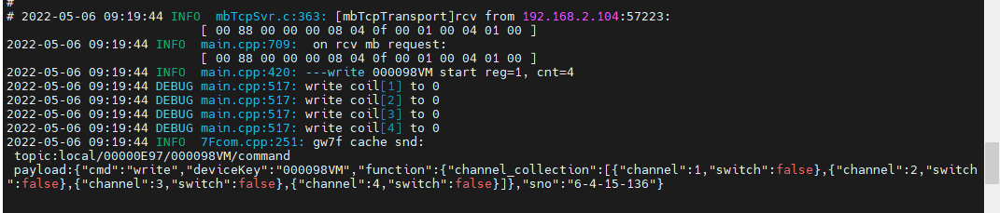 #
# 2022-05-06 09:19:44 INFO  mbTcpSvr.c:363: [mbTcpTransport]rcv from 192.168.2.104:57223:
[ 00 88 00 00 00 08 04 0f 00 01 00 04 01 00 ]
2022-05-06 09:19:44 INFO  main.cpp:709:  on rcv mb request:
[ 00 88 00 00 00 08 04 0f 00 01 00 04 01 00 ]
2022-05-06 09:19:44 INFO  main.cpp:420: ---write 000098VM start reg=1, cnt=4
2022-05-06 09:19:44 DEBUG main.cpp:517: write coil[1] to 0
2022-05-06 09:19:44 DEBUG main.cpp:517: write coil[2] to 0
2022-05-06 09:19:44 DEBUG main.cpp:517: write coil[3] to 0
2022-05-06 09:19:44 DEBUG main.cpp:517: write coil[4] to 0
2022-05-06 09:19:44 INFO  7Fcom.cpp:251: gw7f cache snd:
topic:local/00000E97/000098VM/command
payload:{"cmd":"write","deviceKey":"000098VM","function":{"channel_collection":[{"channel":1,"switch":false},{"channel":2,"switch
":false},{"channel":3,"switch":false},{"channel":4,"switch":false}]},"sno":"6-4-15-136"}